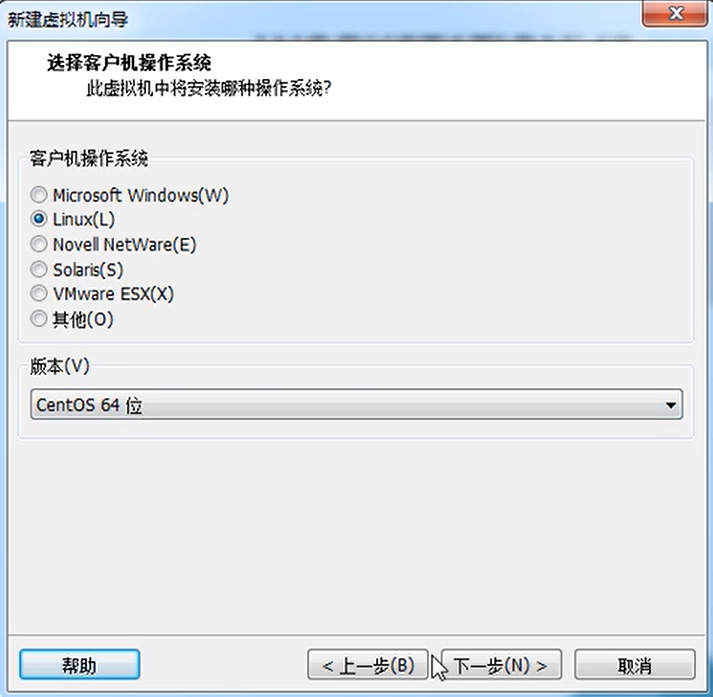 新建虚拟机向导
选择客户机操作系统
此虚拟机中将安装哪种操作系统?
客户机操作系统
Microsoft Windows(W)
Linux(L)
Novell NetWare(E)
Solaris(S)
VMware ESX(X)
其他(O)
版本(V)
CentOS 64 位
帮助
< 上一步(B)
下一步(N) >
取消